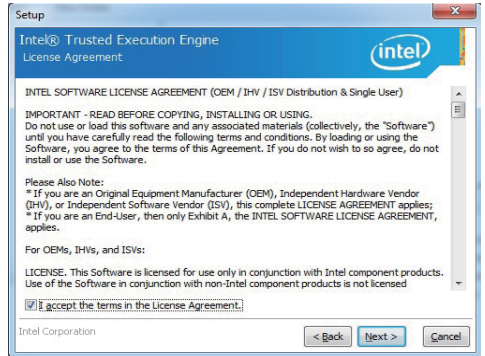 Setup
Intel® Trusted Execution Engine
License Agreement
intel
INTEL SOFTWARE LICENSE AGREEMENT (OEM / IHV / ISV Distribution & Single User)
IMPORTANT - READ BEFORE COPYING, INSTALLING OR USING.
Do not use or load this software and any associated materials (collectively, the "Software")
until you have carefully read the following terms and conditions. By loading or using the
Software, you agree to the terms of this Agreement. If you do not wish to so agree, do not
install or use the Software.
Please Also Note:
* If you are an Original Equipment Manufacturer (OEM), Independent Hardware Vendor
(IHV), or Independent Software Vendor (ISV), this complete LICENSE AGREEMENT applies;
* If you are an End-User, then only Exhibit A, the INTEL SOFTWARE LICENSE AGREEMENT,
applies.
For OEMs, IHVs, and ISVs:
LICENSE. This Software is licensed for use only in conjunction with Intel component products.
Use of the Software in conjunction with non-Intel component products is not licensed
I accept the terms in the License Agreement.
Intel Corporation
< Back
Next >
Cancel